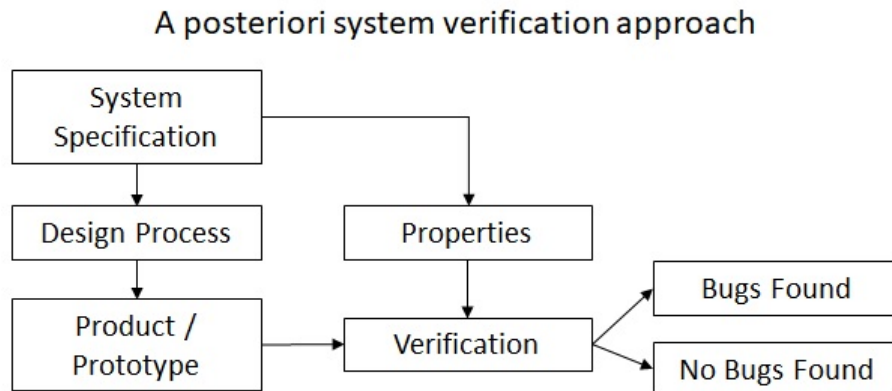 A posteriori system verification approach
System
Specification
Design Process
Properties
Product /
Prototype
Verification
Bugs Found
No Bugs Found